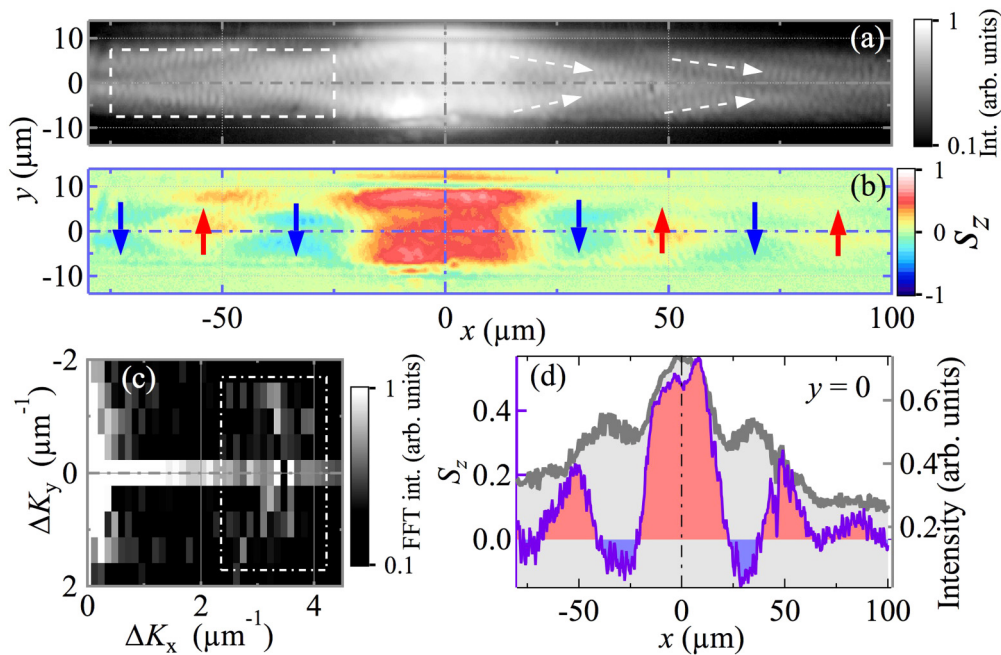 (a)
10
0
-10
1
0.1
Int. (arb. units)
y (μm)
(b)
10
0
-10
-50
0
50
100
x (μm)
1
0
-1
S_z
(c)
-2
0
2
ΔK_y (μm⁻¹)
0
2
4
ΔK_x (μm⁻¹)
1
0.1
FFT int. (arb. units)
(d)
y = 0
0.4
0.2
0.0
S_z
0.6
0.4
0.2
Intensity (arb. units)
-50
0
50
100
x (μm)